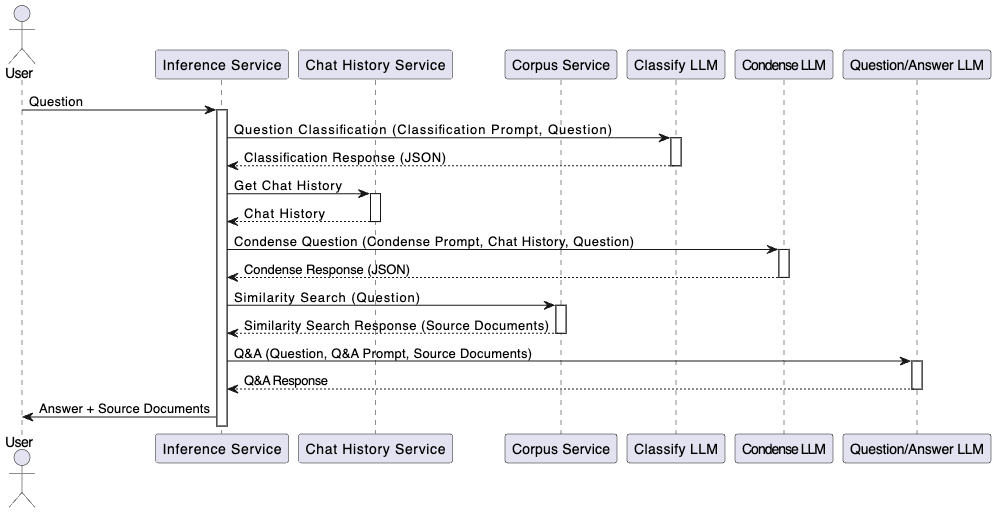 User
Inference Service
Chat History Service
Corpus Service
Classify LLM
Condense LLM
Question/Answer LLM
Question
Question Classification (Classification Prompt, Question)
Classification Response (JSON)
Get Chat History
Chat History
Condense Question (Condense Prompt, Chat History, Question)
Condense Response (JSON)
Similarity Search (Question)
Similarity Search Response (Source Documents)
Q&A (Question, Q&A Prompt, Source Documents)
Q&A Response
Answer + Source Documents
User
Inference Service
Chat History Service
Corpus Service
Classify LLM
Condense LLM
Question/Answer LLM